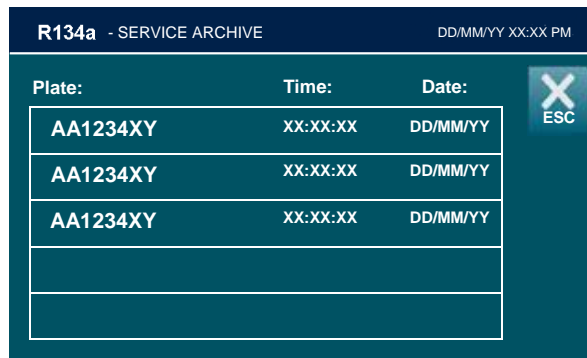 R134a - SERVICE ARCHIVE DD/MM/YY XX:XX PM
Plate: Time: Date:
ESC
AA1234XY XX:XX:XX DD/MM/YY
AA1234XY XX:XX:XX DD/MM/YY
AA1234XY XX:XX:XX DD/MM/YY